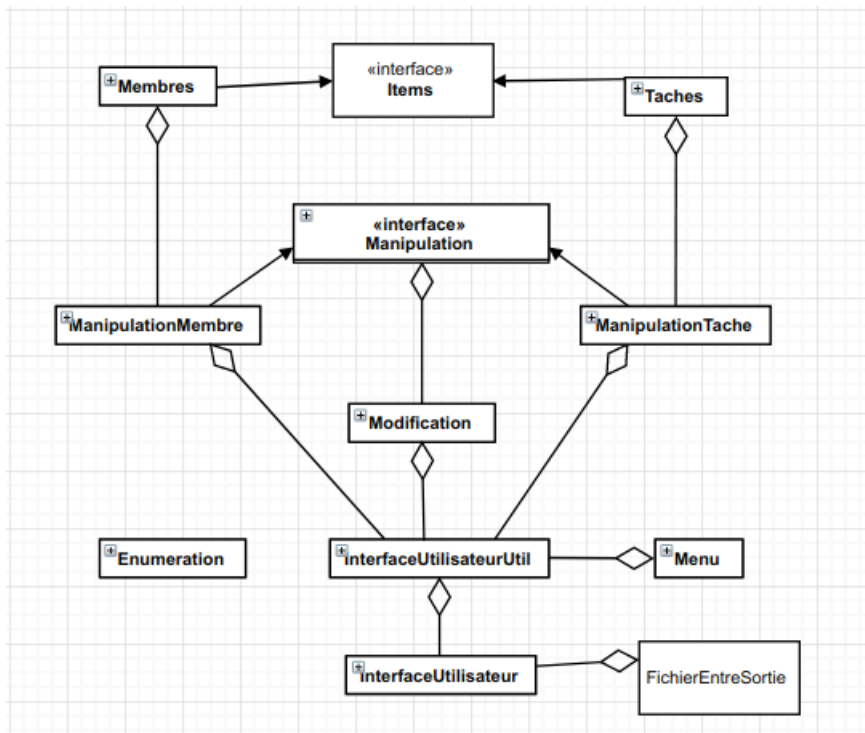 «interface»
Items
Membres
Taches
«interface»
Manipulation
ManipulationMembre
ManipulationTache
Modification
Enumeration
interfaceUtilisateurUtil
Menu
interfaceUtilisateur
FichierEntreSortie